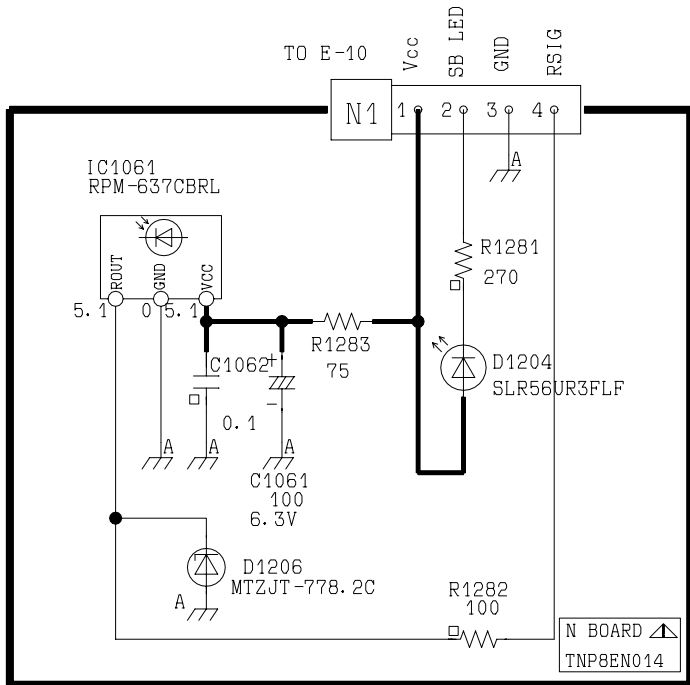 TO E-10
Vcc
SB LED
GND
RSIG
N1
1
2
3
4
A
IC1061
RPM-637CBRL
ROUT
GND
VCC
5.1
0
5.1
R1281
270
R1283
75
C1062
0.1
+
-
D1204
SLR56UR3FLF
A
A
A
C1061
100
6.3V
D1206
MTZJT-778.2C
A
R1282
100
N BOARD
TNP8EN014